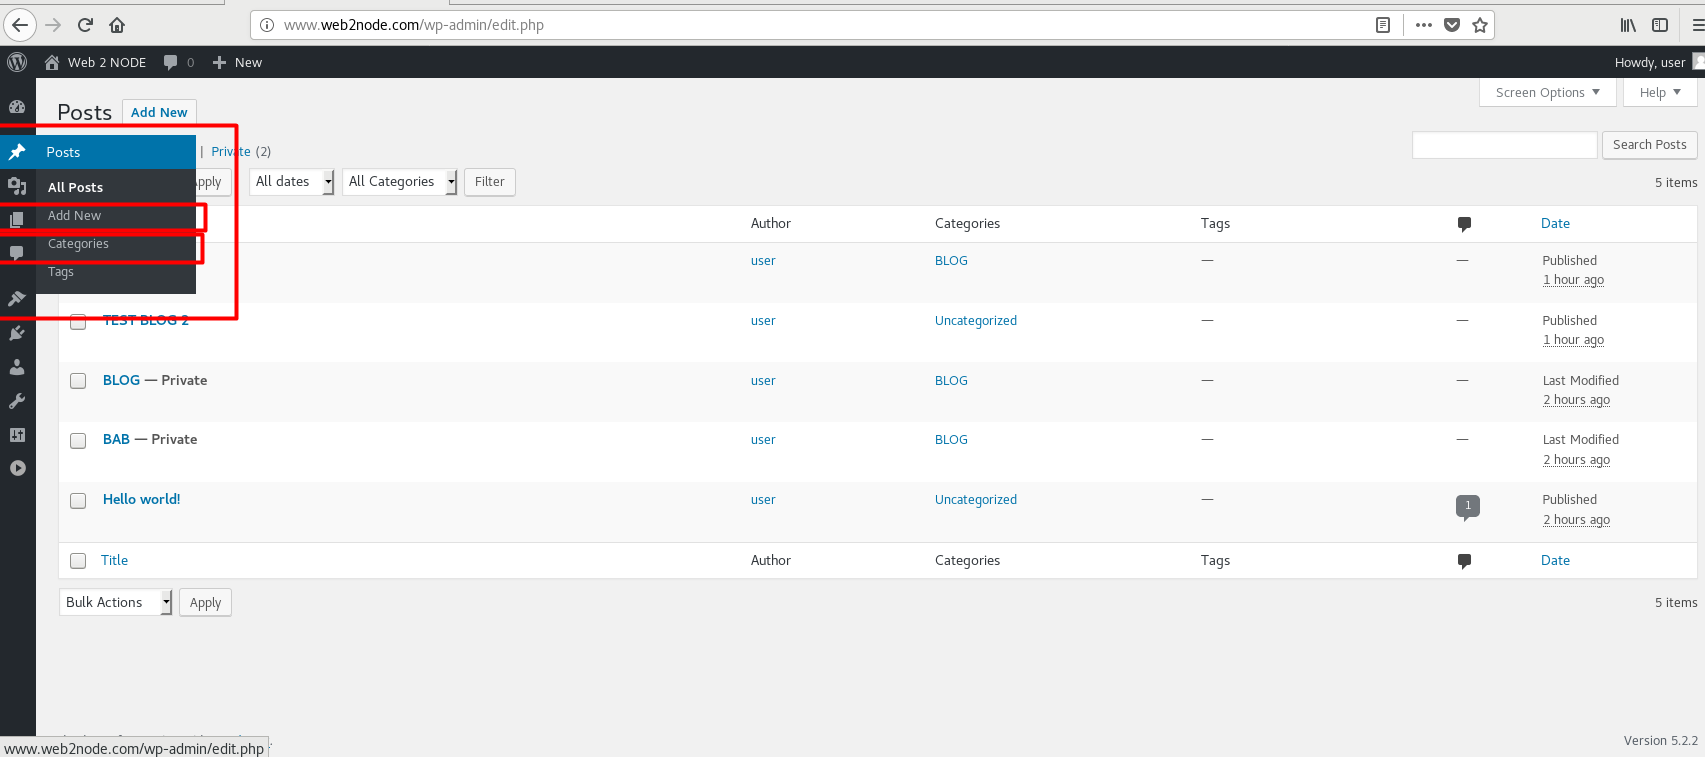 www.web2node.com/wp-admin/edit.php
Web 2 NODE 0 New Howdy, user
Screen Options Help
Posts Add New
Posts | Private (2) Search Posts
All Posts Apply All dates All Categories Filter 5 items
Add New
Author Categories Tags Date
Categories
user BLOG — — Published
Tags
1 hour ago
TEST BLOG 2 user Uncategorized — — Published
1 hour ago
BLOG — Private user BLOG — — Last Modified
2 hours ago
BAB — Private user BLOG — — Last Modified
2 hours ago
Hello world! user Uncategorized — 1 Published
2 hours ago
Title Author Categories Tags Date
Bulk Actions Apply 5 items
Version 5.2.2
www.web2node.com/wp-admin/edit.php